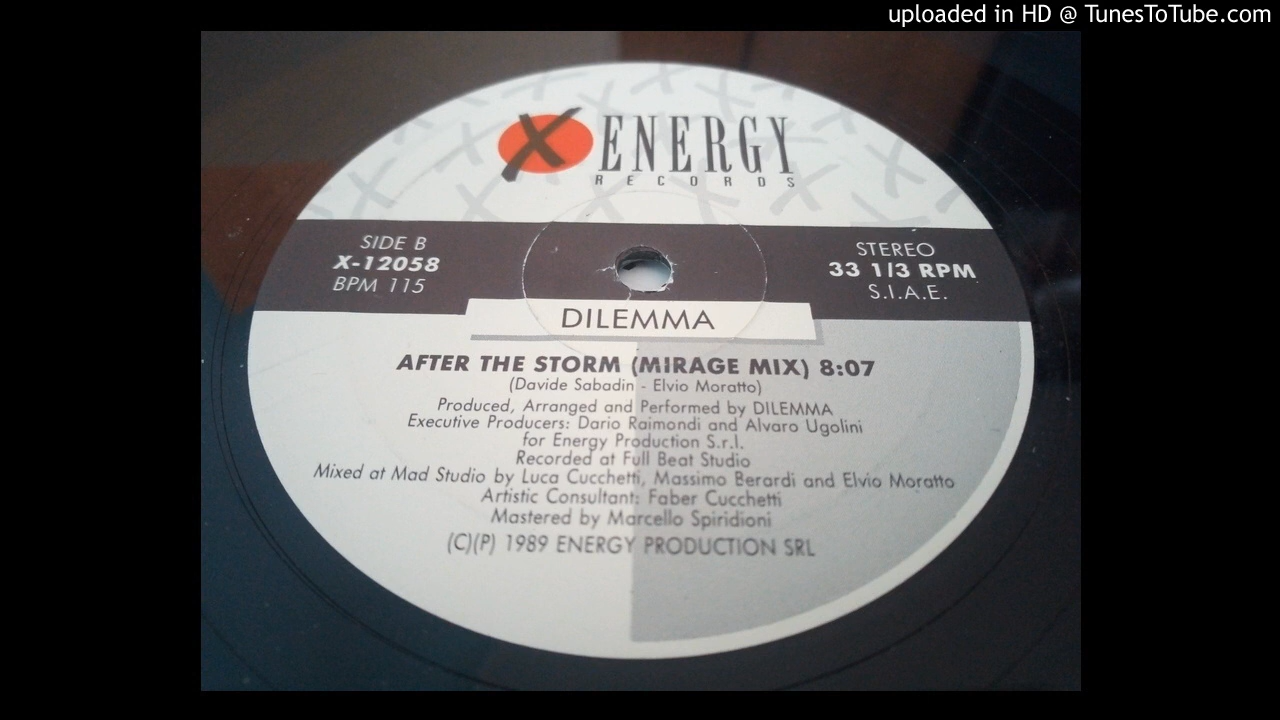 uploaded in HD @ TunesToTube.com
X ENERGY
RECORDS
SIDE B
X-12058
BPM 115
STEREO
33 1/3 RPM
S.I.A.E.
DILEMMA
AFTER THE STORM (MIRAGE MIX) 8:07
(Davide Sabadin - Elvio Moratto)
Produced, Arranged and Performed by DILEMMA
Executive Producers: Dario Raimondi and Alvaro Ugolini
for Energy Production S.r.l.
Recorded at Full Beat Studio
Mixed at Mad Studio by Luca Cucchetti, Massimo Berardi and Elvio Moratto
Artistic Consultant: Faber Cucchetti
Mastered by Marcello Spiridioni
(C)(P) 1989 ENERGY PRODUCTION SRL